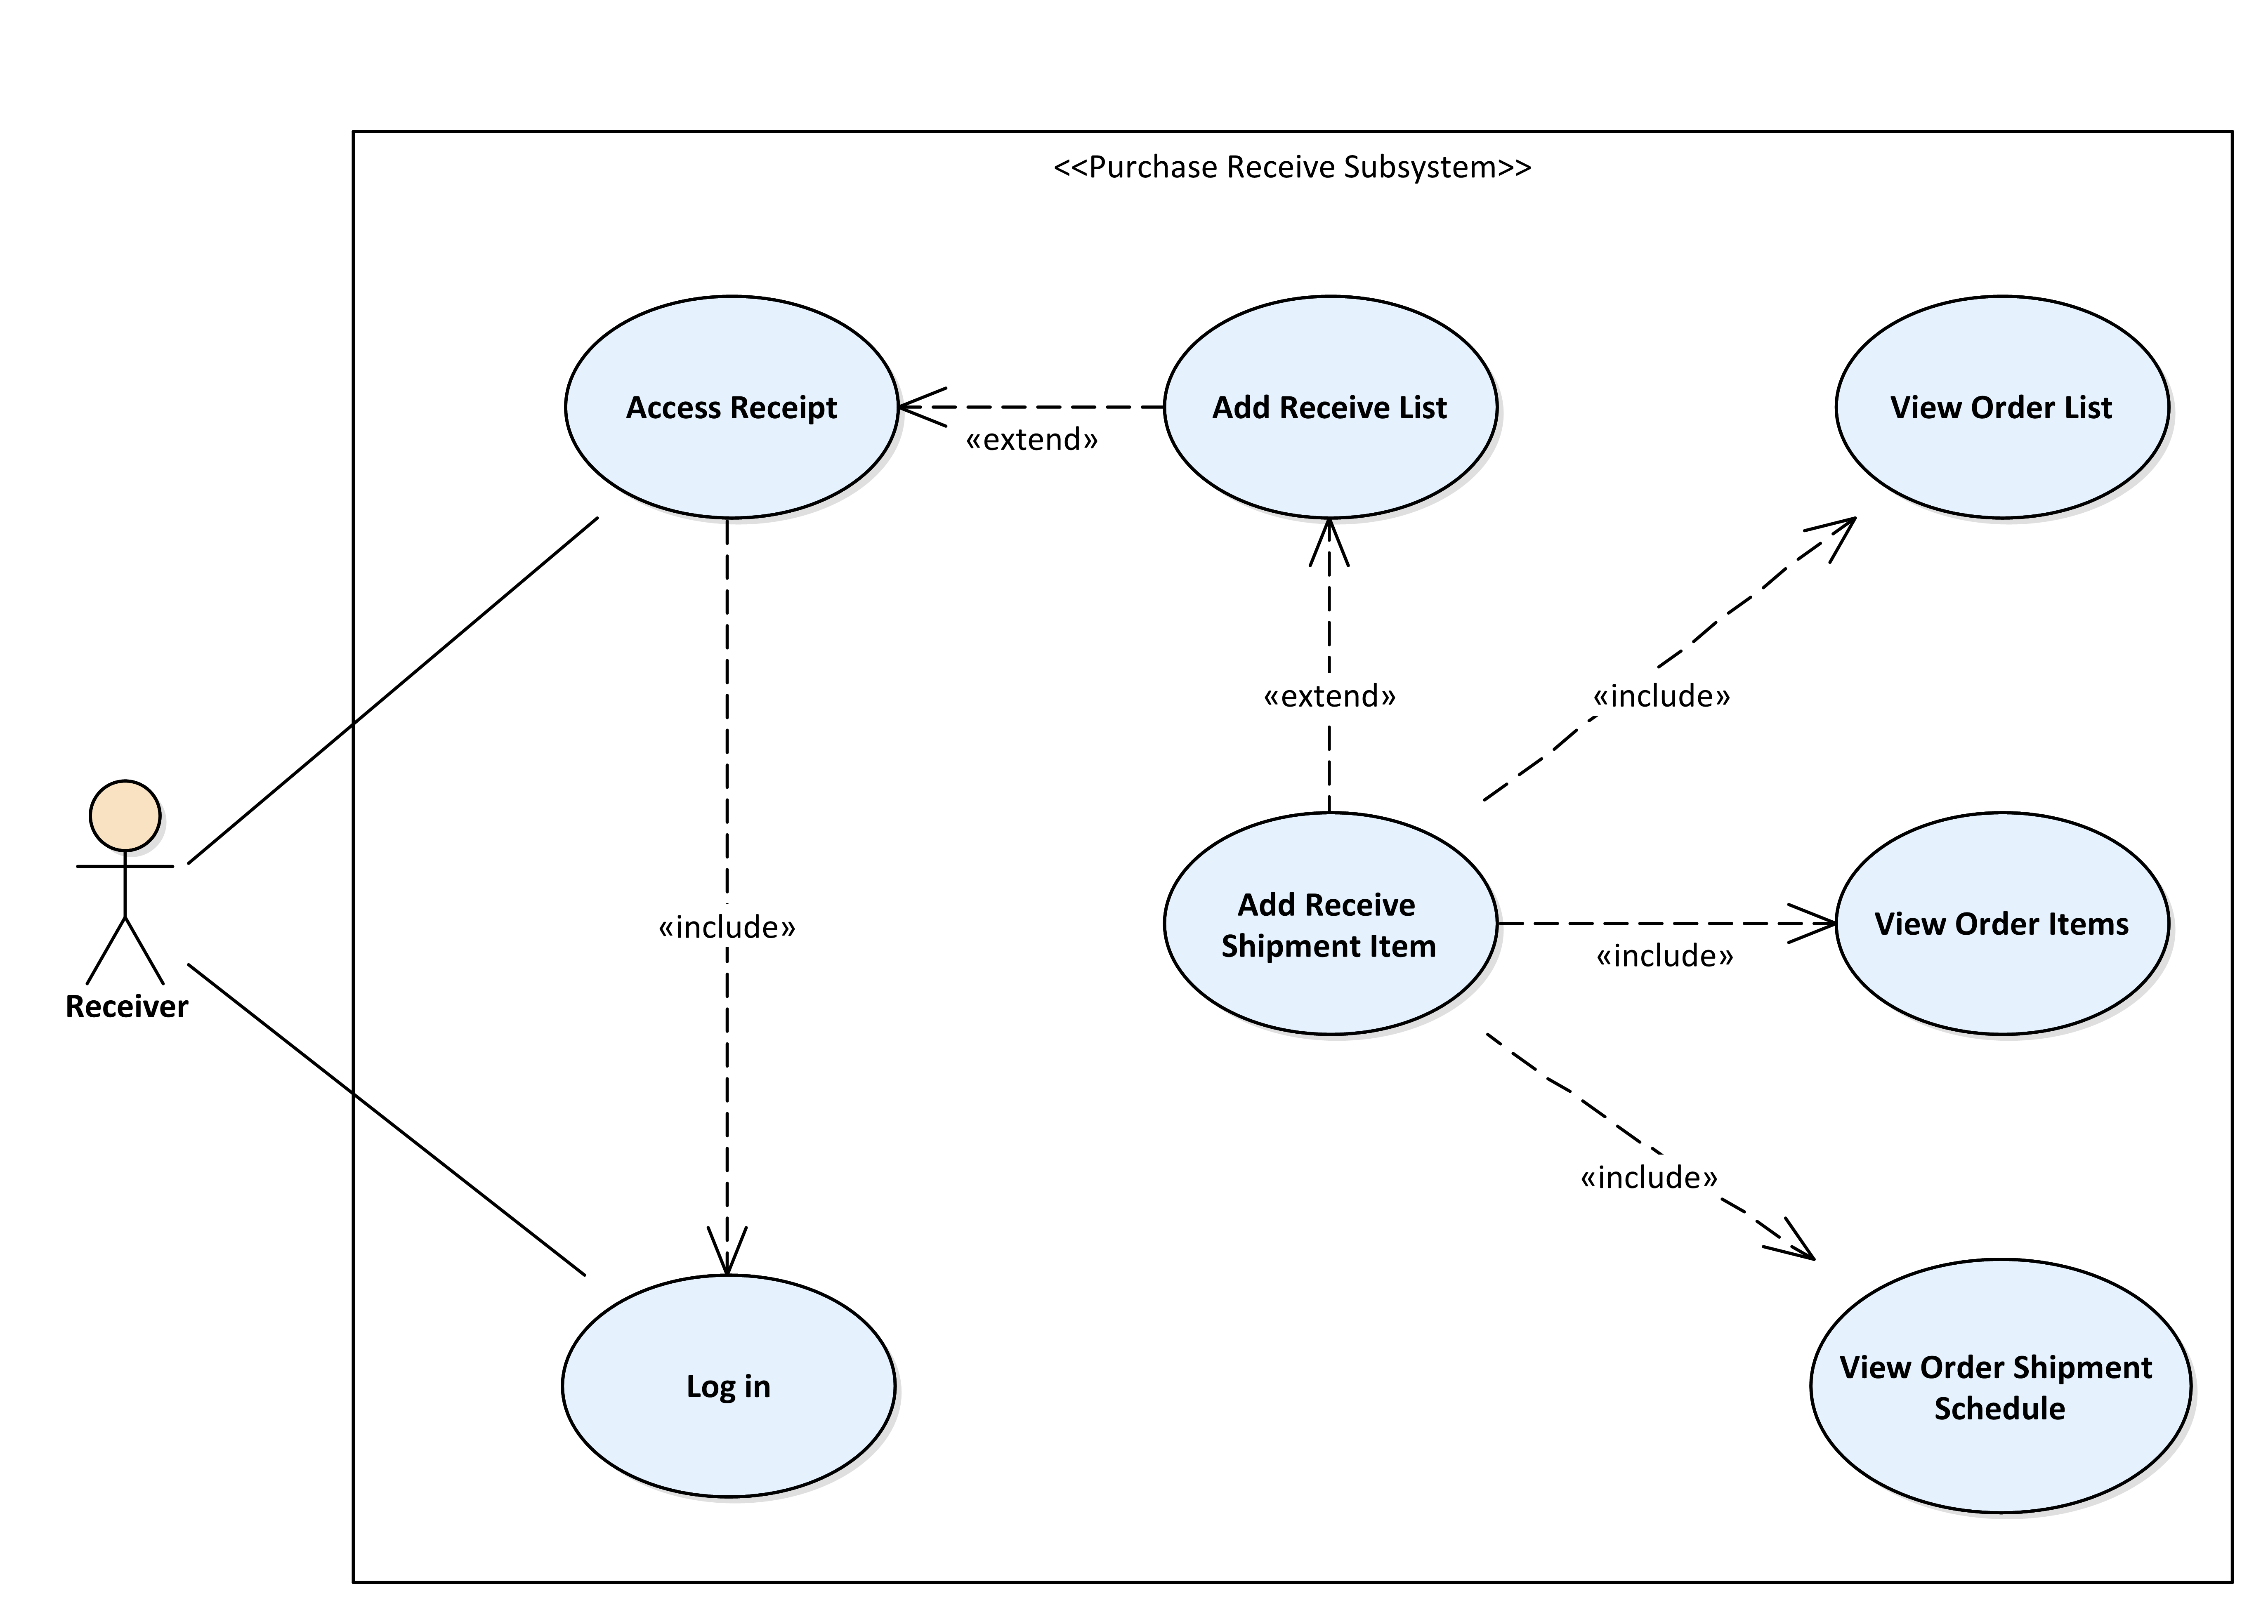 <<Purchase Receive Subsystem>>
Access Receipt
«extend»
Add Receive List
View Order List
«extend»
«include»
«include»
Receiver
Add Receive
Shipment Item
«include»
View Order Items
«include»
Log in
View Order Shipment
Schedule